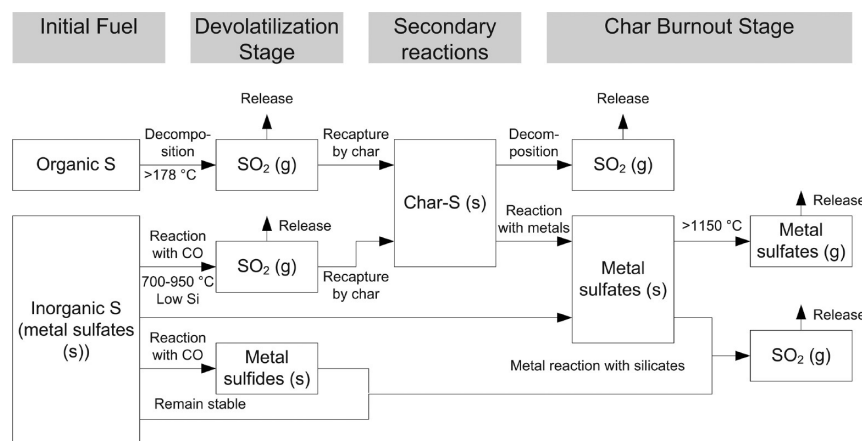 Initial Fuel
Devolatilization
Stage
Secondary
reactions
Char Burnout Stage
Release
Release
Decompo-
sition
>178 °C
Organic S
SO₂ (g)
Recapture
by char
Decom-
position
SO₂ (g)
Char-S (s)
Reaction
with CO
700-950 °C
Low Si
Release
SO₂ (g)
Recapture
by char
Reaction
with metals
Metal
sulfates (s)
>1150 °C
Release
Metal
sulfates (g)
Inorganic S
(metal sulfates
(s))
Reaction
with CO
Metal
sulfides (s)
Remain stable
Metal reaction with silicates
Release
SO₂ (g)